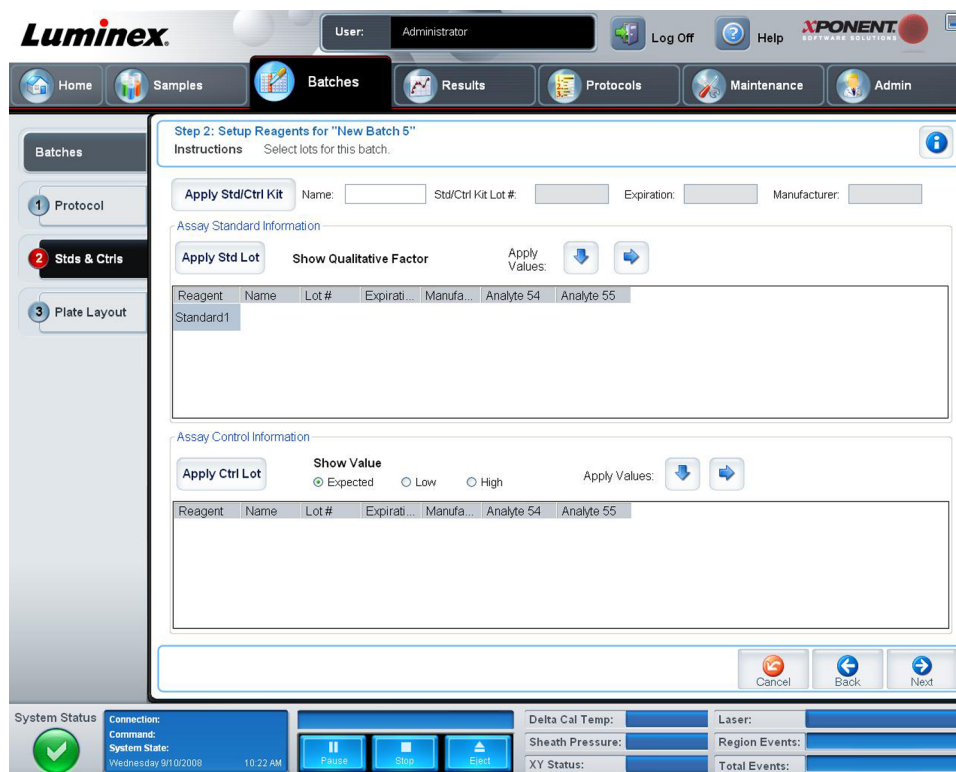 Luminex.
User: Administrator
Log Off
Help
XPONENT.
SOFTWARE SOLUTIONS
Home
Samples
Batches
Results
Protocols
Maintenance
Admin
Batches
1 Protocol
2 Stds & Ctrls
3 Plate Layout
Step 2: Setup Reagents for "New Batch 5"
Instructions Select lots for this batch.
Apply Std/Ctrl Kit Name: Std/Ctrl Kit Lot #: Expiration: Manufacturer:
Assay Standard Information
Apply Std Lot Show Qualitative Factor Apply
Values:
Reagent Name Lot # Expirati... Manufa... Analyte 54 Analyte 55
Standard1
Assay Control Information
Apply Ctrl Lot Show Value
Expected Low High Apply Values:
Reagent Name Lot # Expirati... Manufa... Analyte 54 Analyte 55
Cancel Back Next
System Status
Connection:
Command:
System State:
Wednesday 9/10/2008 10:22 AM
Pause Stop Eject
Delta Cal Temp: Laser:
Sheath Pressure: Region Events:
XY Status: Total Events: